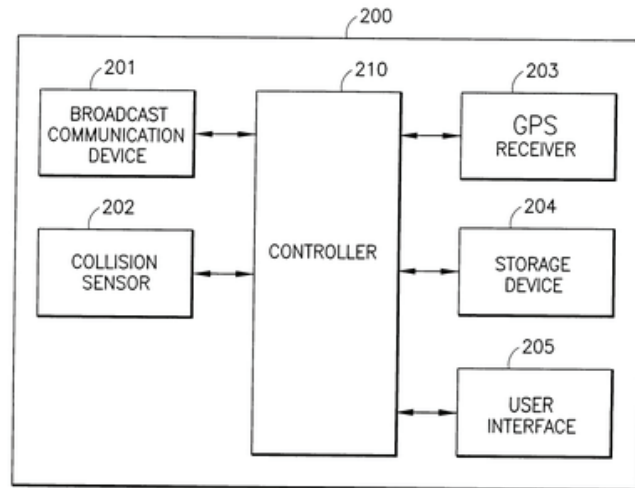 200
201
BROADCAST
COMMUNICATION
DEVICE
202
COLLISION
SENSOR
210
CONTROLLER
203
GPS
RECEIVER
204
STORAGE
DEVICE
205
USER
INTERFACE